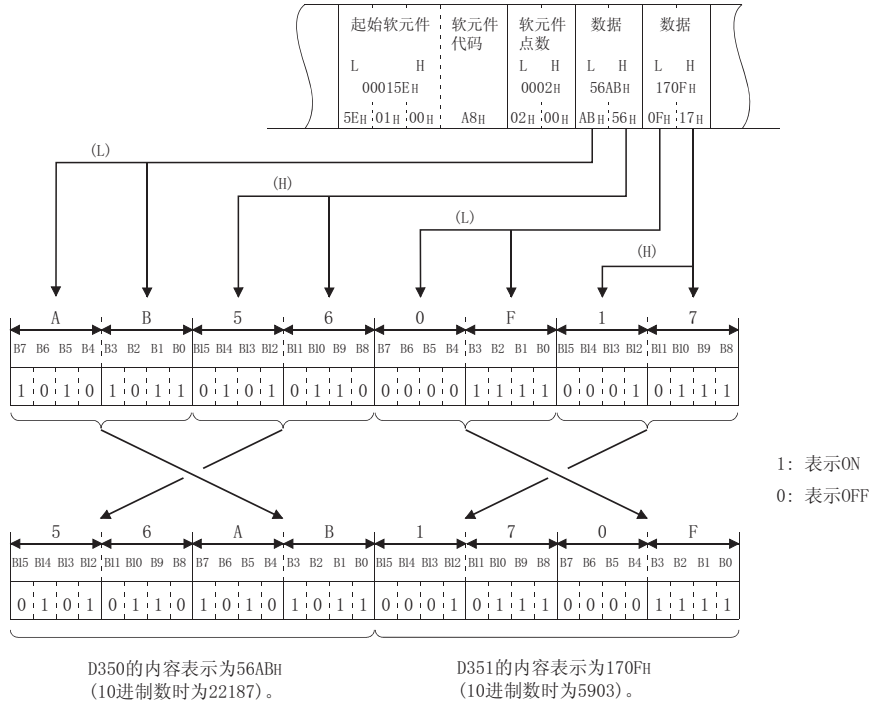 起始软元件 软元件 软元件 数据 数据
代码 点数
L H L H L H L H
00015EH 0002H 56ABH 170FH
5EH 01H 00H A8H 02H 00H ABH 56H 0FH 17H
(L)
(H)
(L)
(H)
A B 5 6 0 F 1 7
B7 B6 B5 B4 B3 B2 B1 B0 B15 B14 B13 B12 B11 B10 B9 B8 B7 B6 B5 B4 B3 B2 B1 B0 B15 B14 B13 B12 B11 B10 B9 B8
1 0 1 0 1 0 1 1 0 1 0 1 0 1 1 0 0 0 0 0 1 1 1 1 0 0 0 1 0 1 1 1
1: 表示ON
0: 表示OFF
5 6 A B 1 7 0 F
B15 B14 B13 B12 B11 B10 B9 B8 B7 B6 B5 B4 B3 B2 B1 B0 B15 B14 B13 B12 B11 B10 B9 B8 B7 B6 B5 B4 B3 B2 B1 B0
0 1 0 1 0 1 1 0 1 0 1 0 1 0 1 1 0 0 0 1 0 1 1 1 0 0 0 0 1 1 1 1
D350的内容表示为56ABH D351的内容表示为170FH
(10进制数时为22187)。 (10进制数时为5903)。